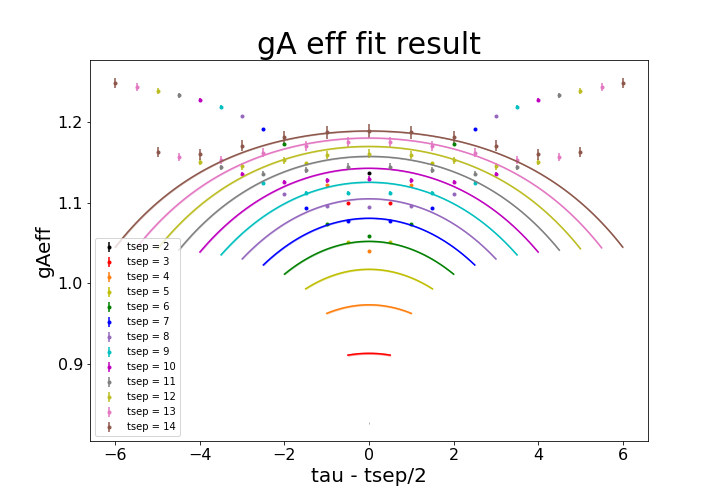 gA eff fit result
gAeff
1.2
1.1
1.0
0.9
tsep = 2
tsep = 3
tsep = 4
tsep = 5
tsep = 6
tsep = 7
tsep = 8
tsep = 9
tsep = 10
tsep = 11
tsep = 12
tsep = 13
tsep = 14
−6 −4 −2 0 2 4 6
tau - tsep/2